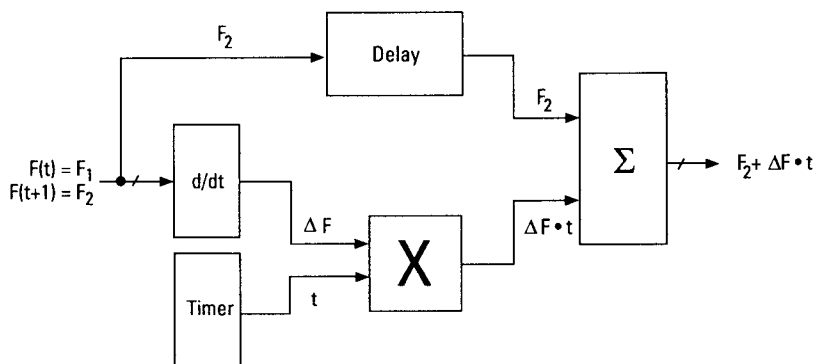 F₂
Delay
F₂
F(t) = F₁
F(t+1) = F₂
d/dt
Σ
F₂+ ΔF•t
ΔF
X
ΔF•t
Timer
t